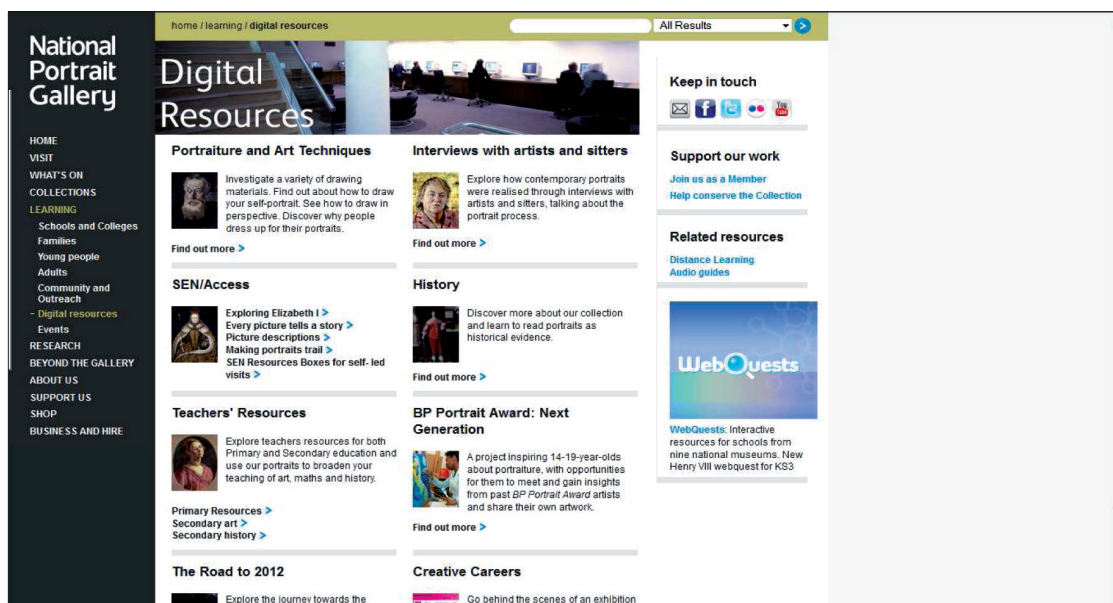 National
Portrait
Gallery
HOME
VISIT
WHAT'S ON
COLLECTIONS
LEARNING
Schools and Colleges
Families
Young people
Adults
Community and
Outreach
– Digital resources
Events
RESEARCH
BEYOND THE GALLERY
ABOUT US
SUPPORT US
SHOP
BUSINESS AND HIRE
home / learning / digital resources
All Results
Digital
Resources
Portraiture and Art Techniques
Investigate a variety of drawing
materials. Find out about how to draw
your self-portrait. See how to draw in
perspective. Discover why people
dress up for their portraits.
Find out more >
Interviews with artists and sitters
Explore how contemporary portraits
were realised through interviews with
artists and sitters, talking about the
portrait process.
Find out more >
SEN/Access
Exploring Elizabeth I >
Every picture tells a story >
Picture descriptions >
Making portraits trail >
SEN Resources Boxes for self- led
visits >
History
Discover more about our collection
and learn to read portraits as
historical evidence.
Find out more >
Teachers' Resources
Explore teachers resources for both
Primary and Secondary education and
use our portraits to broaden your
teaching of art, maths and history.
Primary Resources >
Secondary art >
Secondary history >
BP Portrait Award: Next
Generation
A project inspiring 14-19-year-olds
about portraiture, with opportunities
for them to meet and gain insights
from past BP Portrait Award artists
and share their own artwork.
Find out more >
The Road to 2012
Explore the journey towards the
Creative Careers
Go behind the scenes of an exhibition
Keep in touch
You
Tube
Support our work
Join us as a Member
Help conserve the Collection
Related resources
Distance Learning
Audio guides
WebQuests
WebQuests: Interactive
resources for schools from
nine national museums. New
Henry VIII webquest for KS3